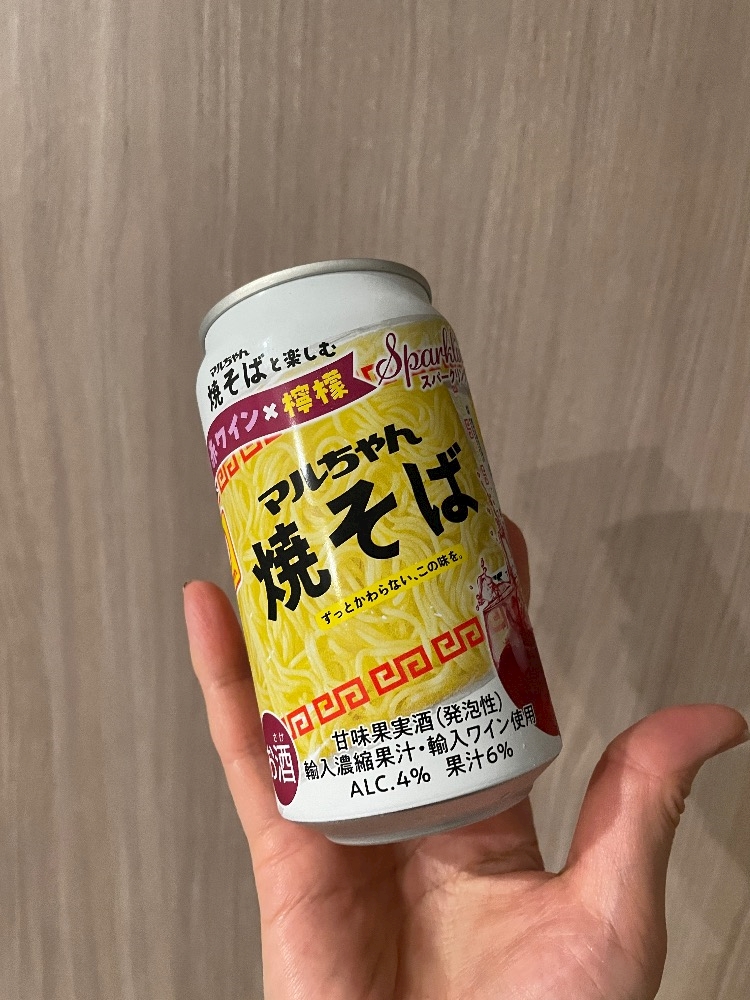 マルちゃん
焼そばと楽しむ
赤ワイン×檸檬
Sparkli
スパークリン
マルちゃん
焼そば
ずっとかわらない、この味を。
さけ
お酒
甘味果実酒(発泡性)
輸入濃縮果汁・輸入ワイン使用
ALC.4% 果汁6%